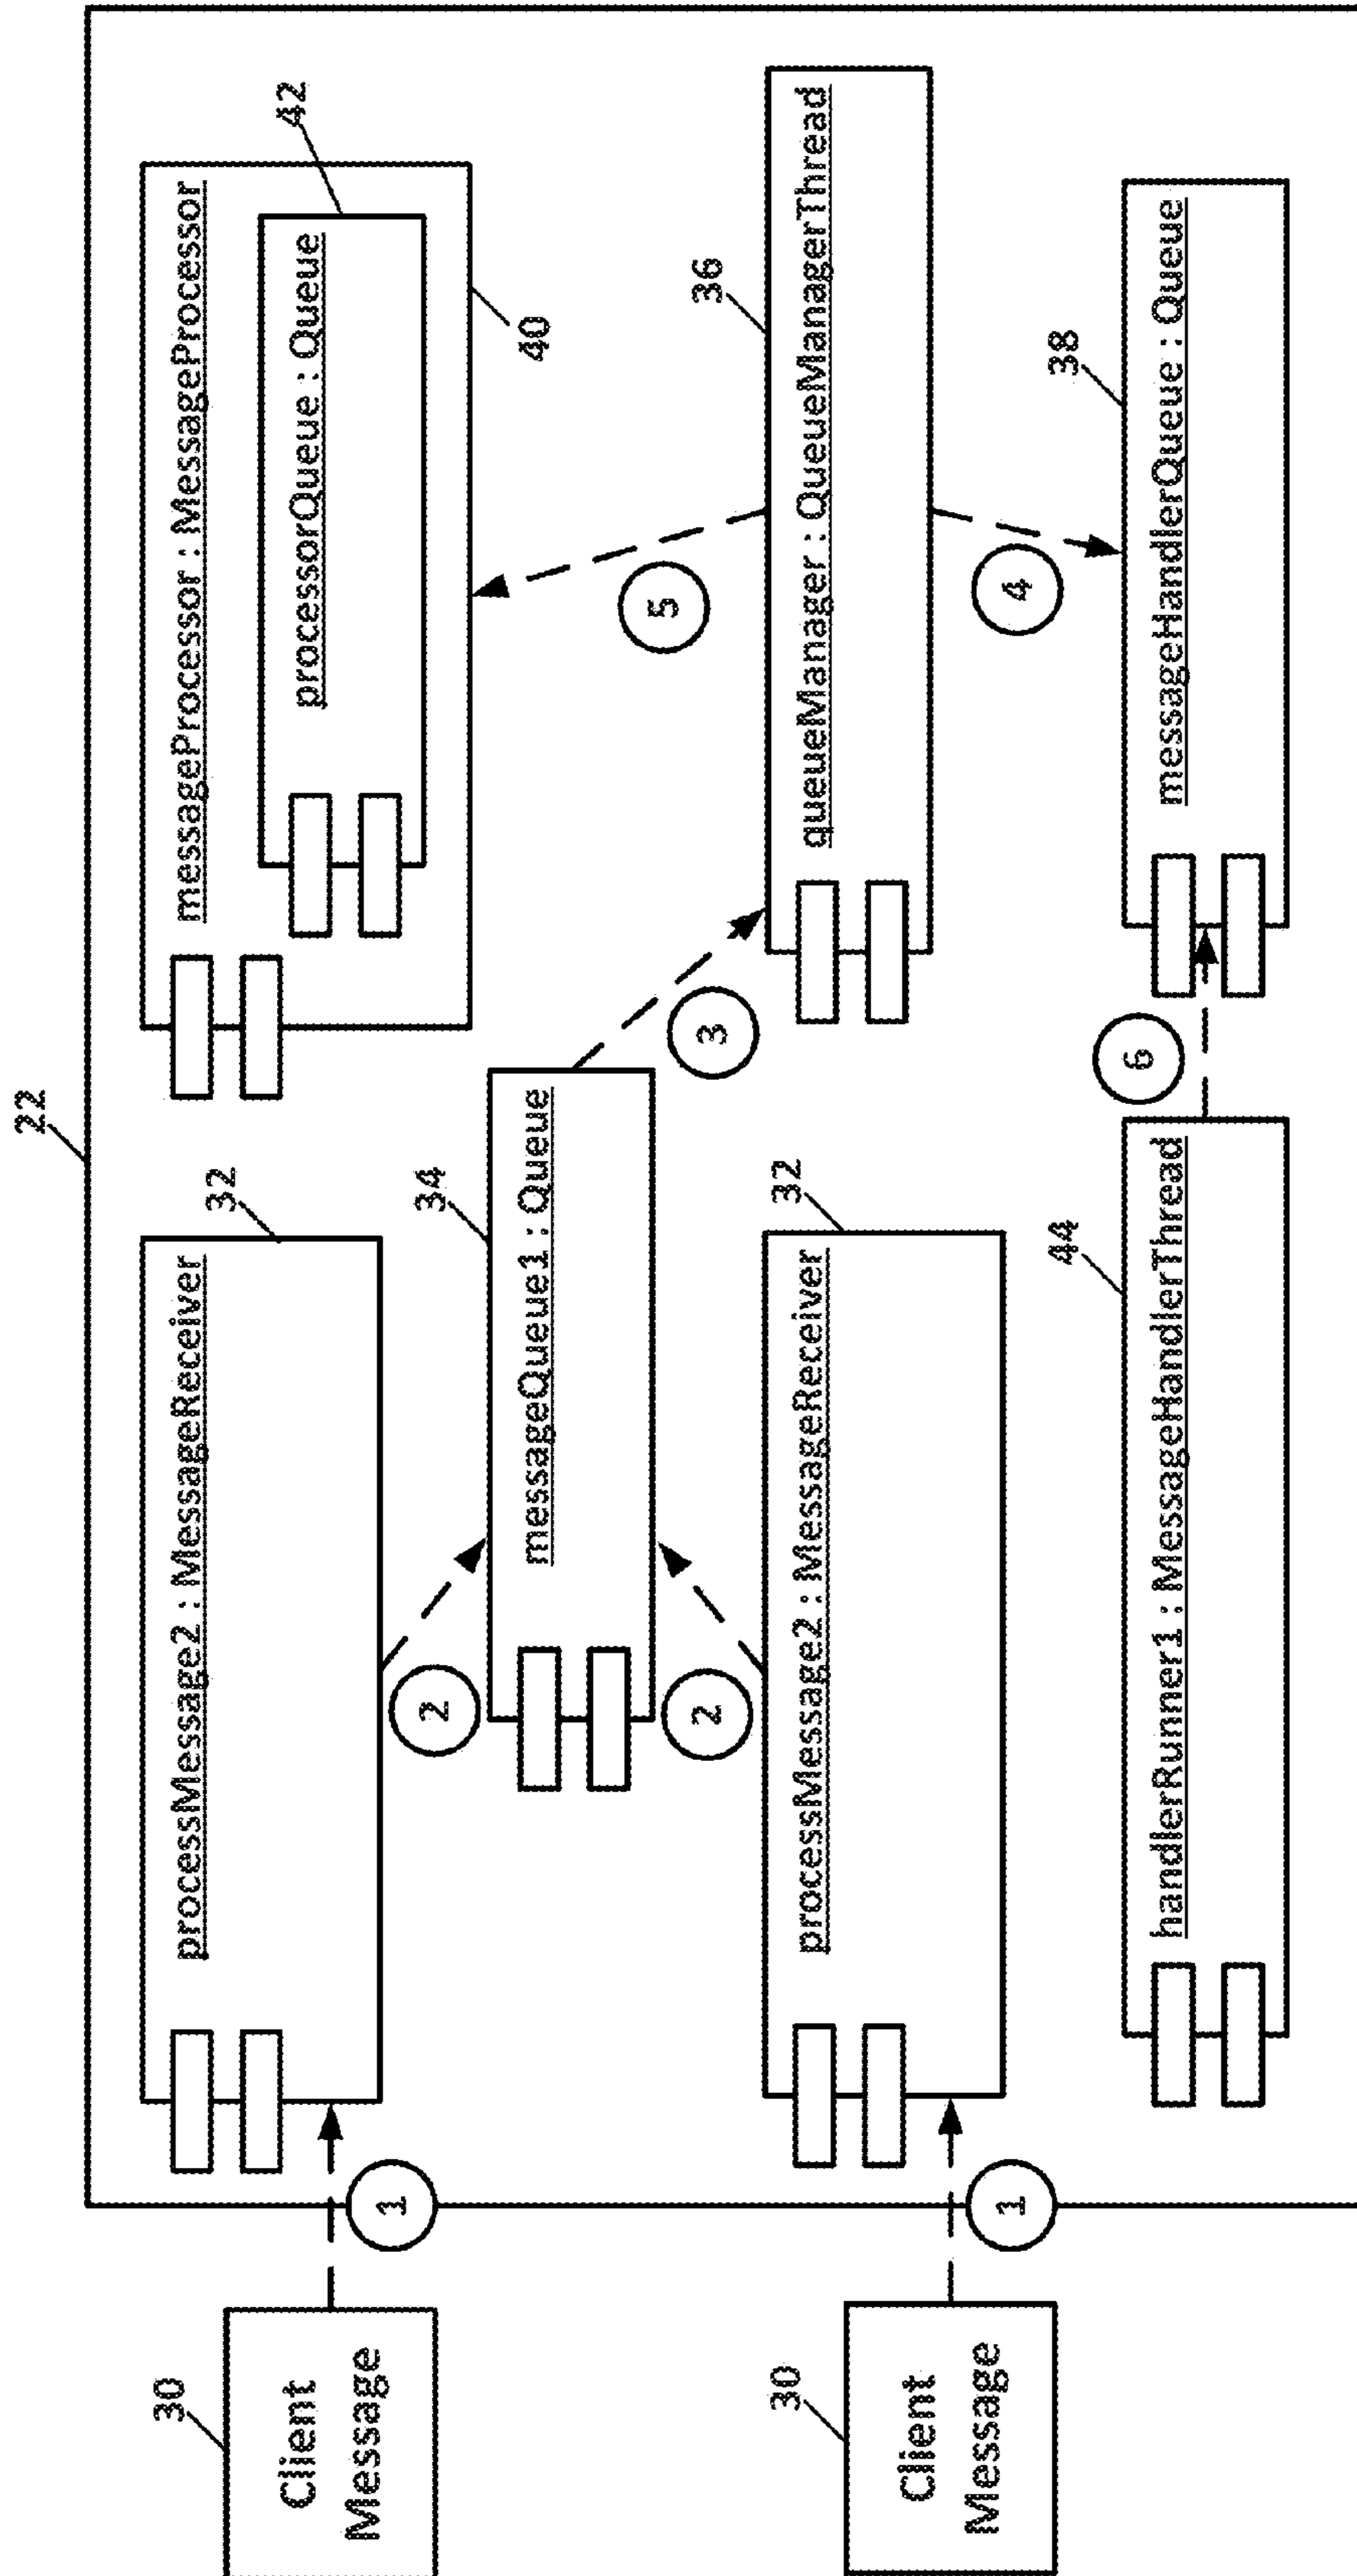 22
30
Client
Message
1
processMessage2 : MessageReceiver
32
2
messageQueue1 : Queue
34
3
messageProcessor : MessageProcessor
processorQueue : Queue
42
40
5
30
Client
Message
1
processMessage2 : MessageReceiver
32
2
queueManager : QueueManagerThread
36
4
handlerRunner1 : MessageHandlerThread
44
6
messageHandlerQueue : Queue
38